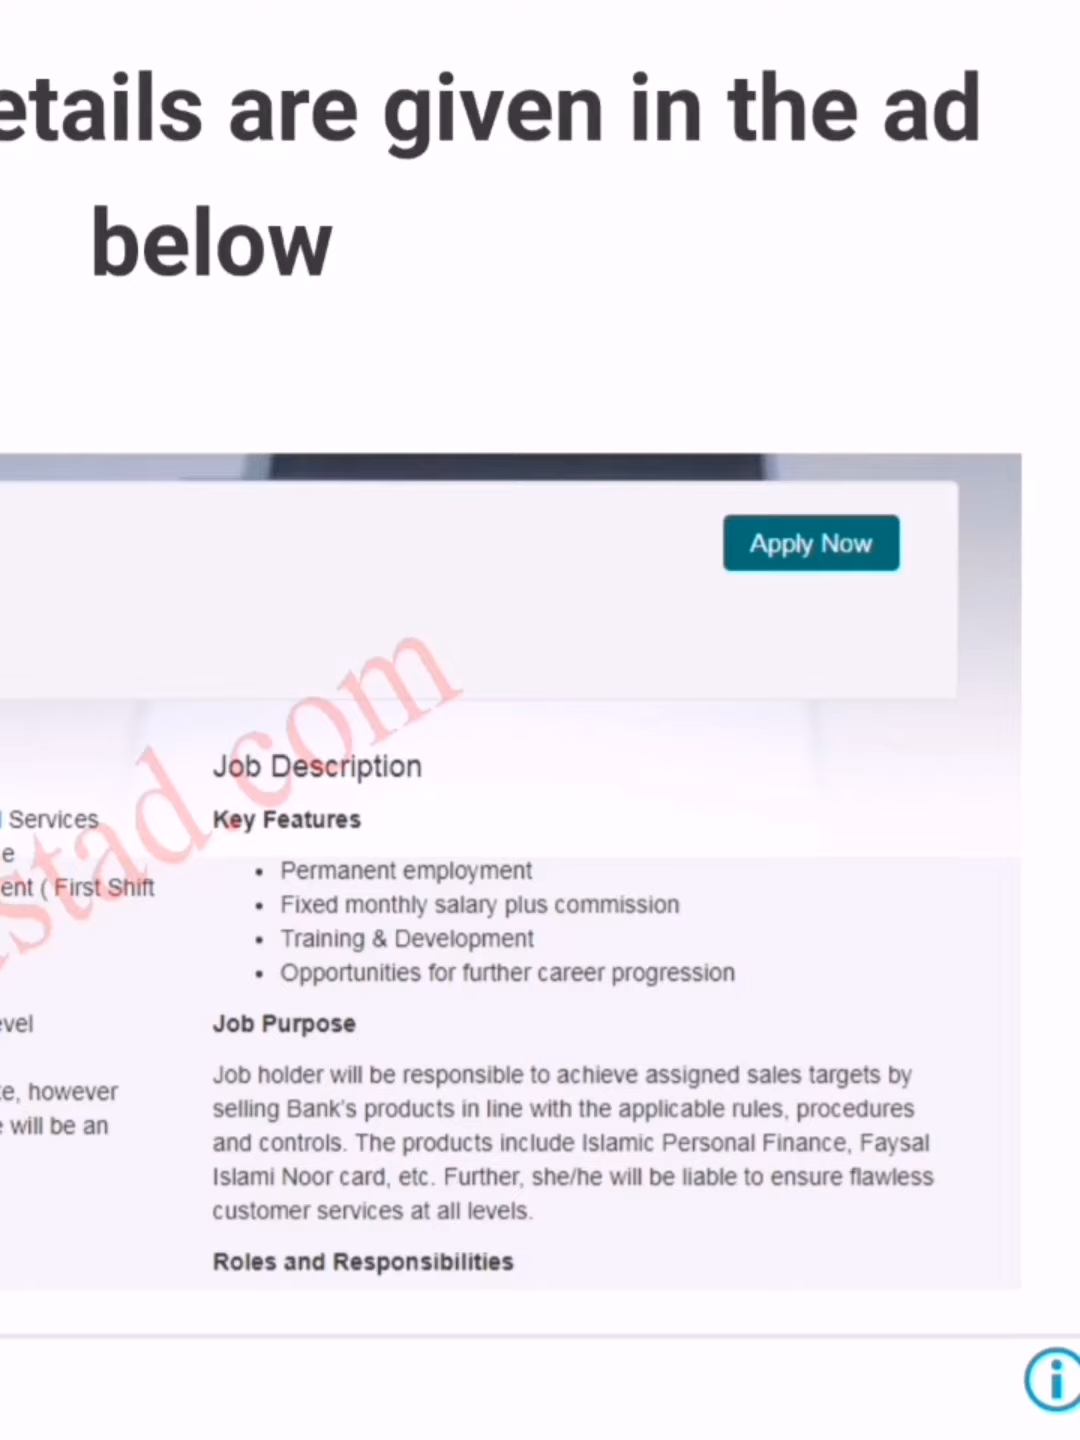 are given in the ad
below
Apply Now
Job Description
Services
Key Features
( First Shift
• Permanent employment
• Fixed monthly salary plus commission
• Training & Development
• Opportunities for further career progression
Job Purpose
however
will be an
Job holder will be responsible to achieve assigned sales targets by
selling Bank's products in line with the applicable rules, procedures
and controls. The products include Islamic Personal Finance, Faysal
Islami Noor card, etc. Further, she/he will be liable to ensure flawless
customer services at all levels.
Roles and Responsibilities